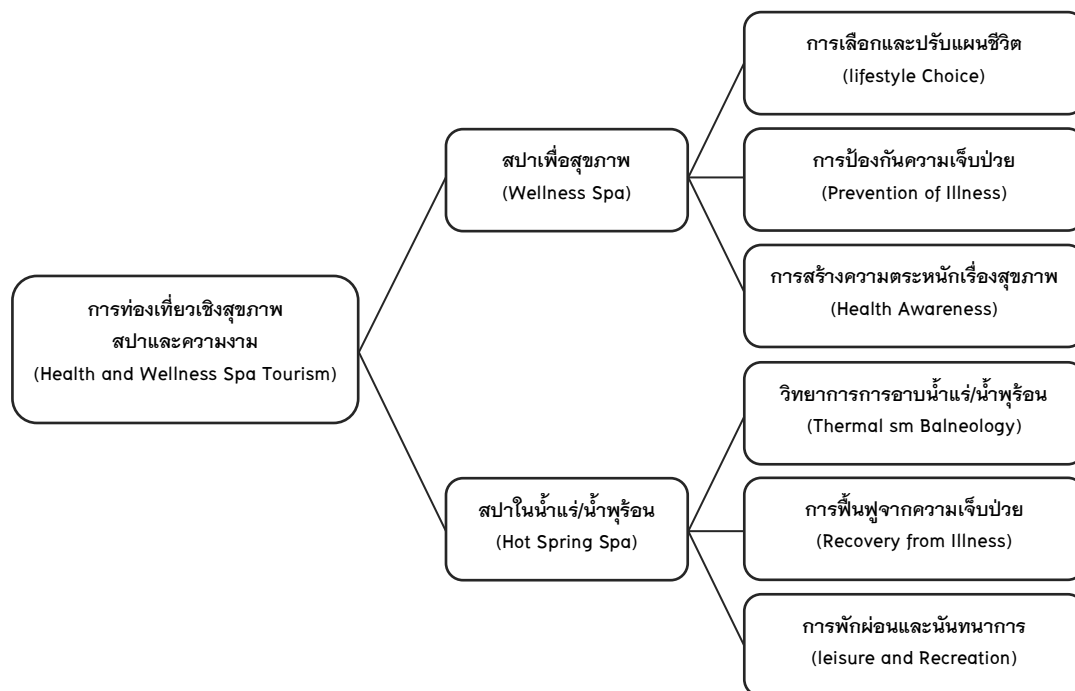 การท่องเที่ยวเชิงสุขภาพ
สปาและความงาม
(Health and Wellness Spa Tourism)
สปาเพื่อสุขภาพ
(Wellness Spa)
การเลือกและปรับแผนชีวิต
(lifestyle Choice)
การป้องกันความเจ็บป่วย
(Prevention of Illness)
การสร้างความตระหนักเรื่องสุขภาพ
(Health Awareness)
สปาในน้ำแร่/น้ำพุร้อน
(Hot Spring Spa)
วิทยาการการอาบน้ำแร่/น้ำพุร้อน
(Thermal sm Balneology)
การฟื้นฟูจากความเจ็บป่วย
(Recovery from Illness)
การพักผ่อนและนันทนาการ
(leisure and Recreation)